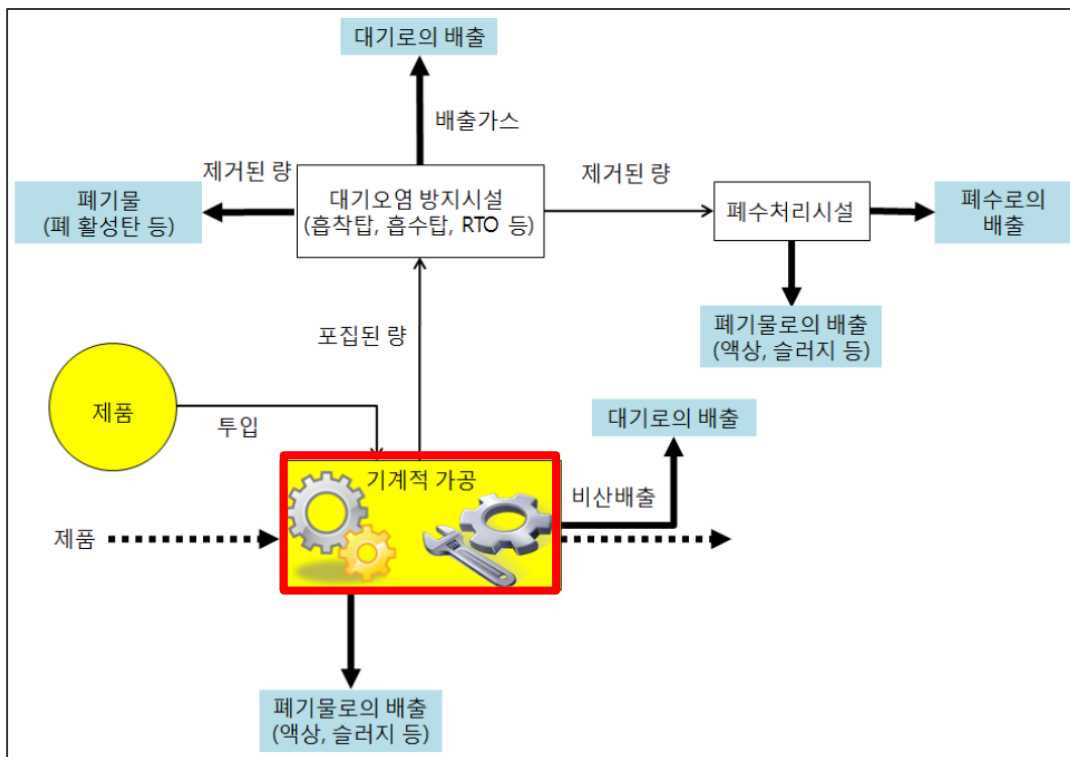 대기로의 배출
배출가스
제거된 량
제거된 량
폐기물
(폐 활성탄 등)
대기오염 방지시설
(흡착탑, 흡수탑, RTO 등)
폐수처리시설
폐수로의
배출
포집된 량
폐기물로의 배출
(액상, 슬러지 등)
제품
투입
대기로의 배출
기계적 가공
비산배출
제품
폐기물로의 배출
(액상, 슬러지 등)